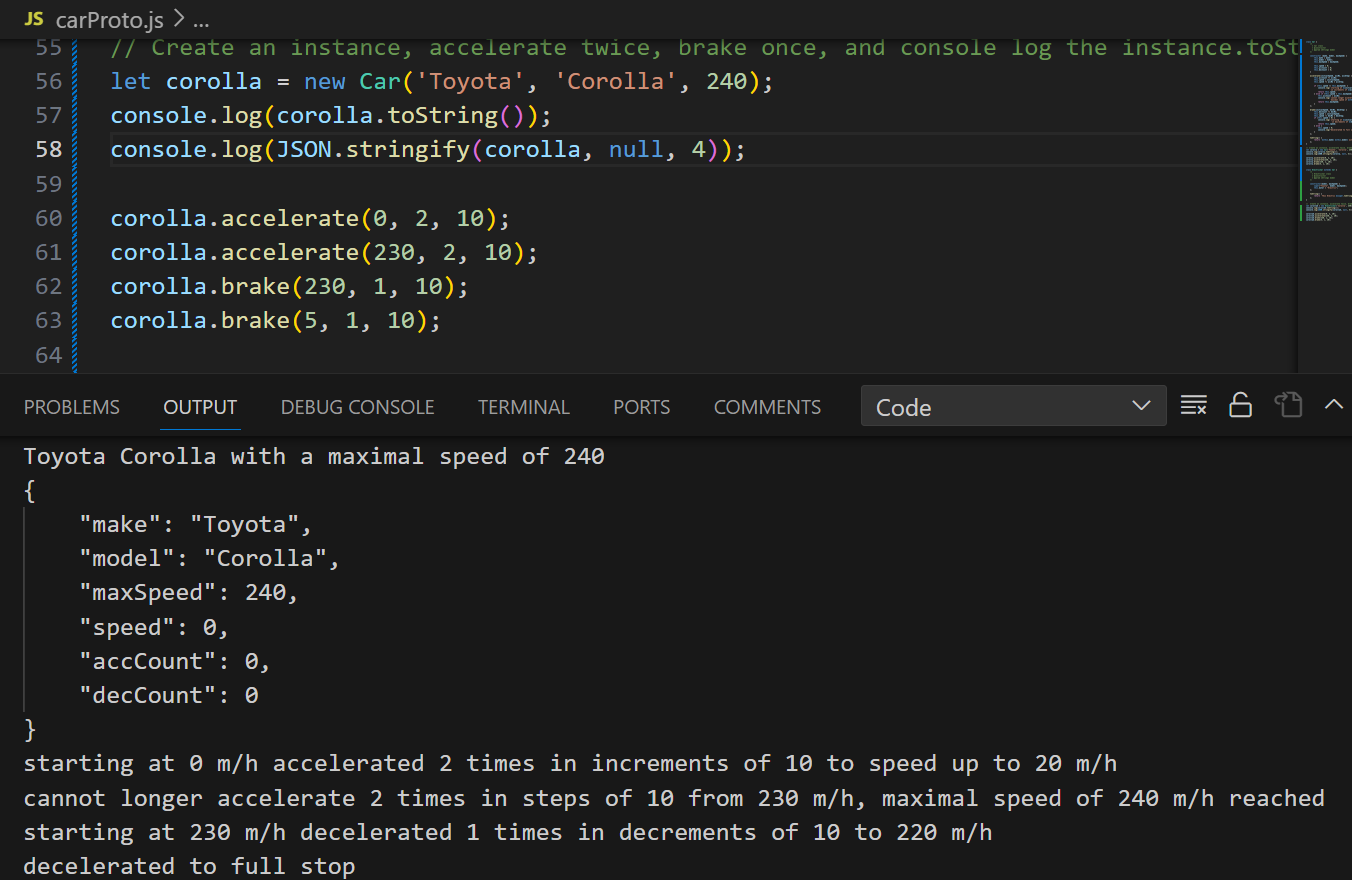 JS carProto.js > ...
55 // Create an instance, accelerate twice, brake once, and console log the instance.toSt
56 let corolla = new Car('Toyota', 'Corolla', 240);
57 console.log(corolla.toString());
58 console.log(JSON.stringify(corolla, null, 4));
59
60 corolla.accelerate(0, 2, 10);
61 corolla.accelerate(230, 2, 10);
62 corolla.brake(230, 1, 10);
63 corolla.brake(5, 1, 10);
64
PROBLEMS OUTPUT DEBUG CONSOLE TERMINAL PORTS COMMENTS Code
Toyota Corolla with a maximal speed of 240
{
    "make": "Toyota",
    "model": "Corolla",
    "maxSpeed": 240,
    "speed": 0,
    "accCount": 0,
    "decCount": 0
}
starting at 0 m/h accelerated 2 times in increments of 10 to speed up to 20 m/h
cannot longer accelerate 2 times in steps of 10 from 230 m/h, maximal speed of 240 m/h reached
starting at 230 m/h decelerated 1 times in decrements of 10 to 220 m/h
decelerated to full stop